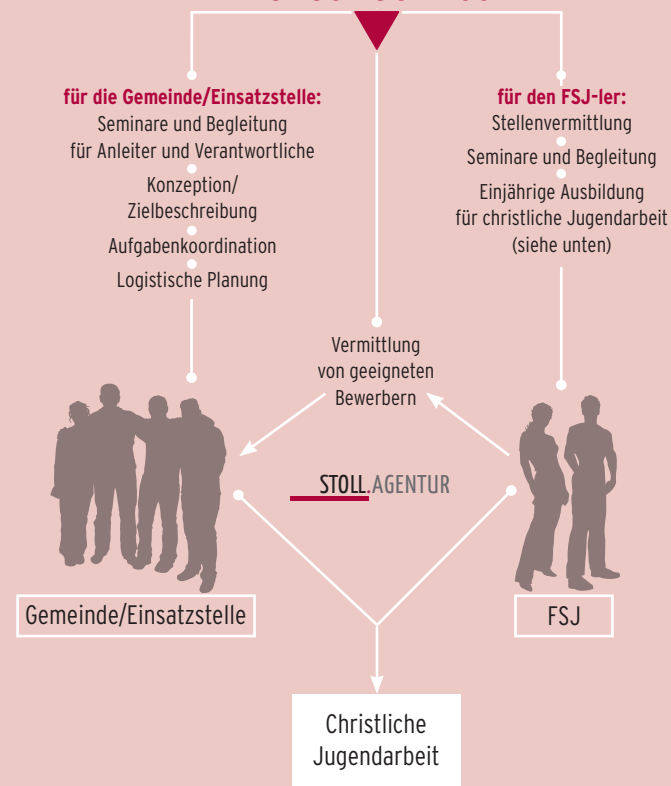 für die Gemeinde/Einsatzstelle:
Seminare und Begleitung
für Anleiter und Verantwortliche
Konzeption/
Zielbeschreibung
Aufgabenkoordination
Logistische Planung
für den FSJ-ler:
Stellenvermittlung
Seminare und Begleitung
Einjährige Ausbildung
für christliche Jugendarbeit
(siehe unten)
Vermittlung
von geeigneten
Bewerbern
STOLL.AGENTUR
Gemeinde/Einsatzstelle
FSJ
Christliche
Jugendarbeit